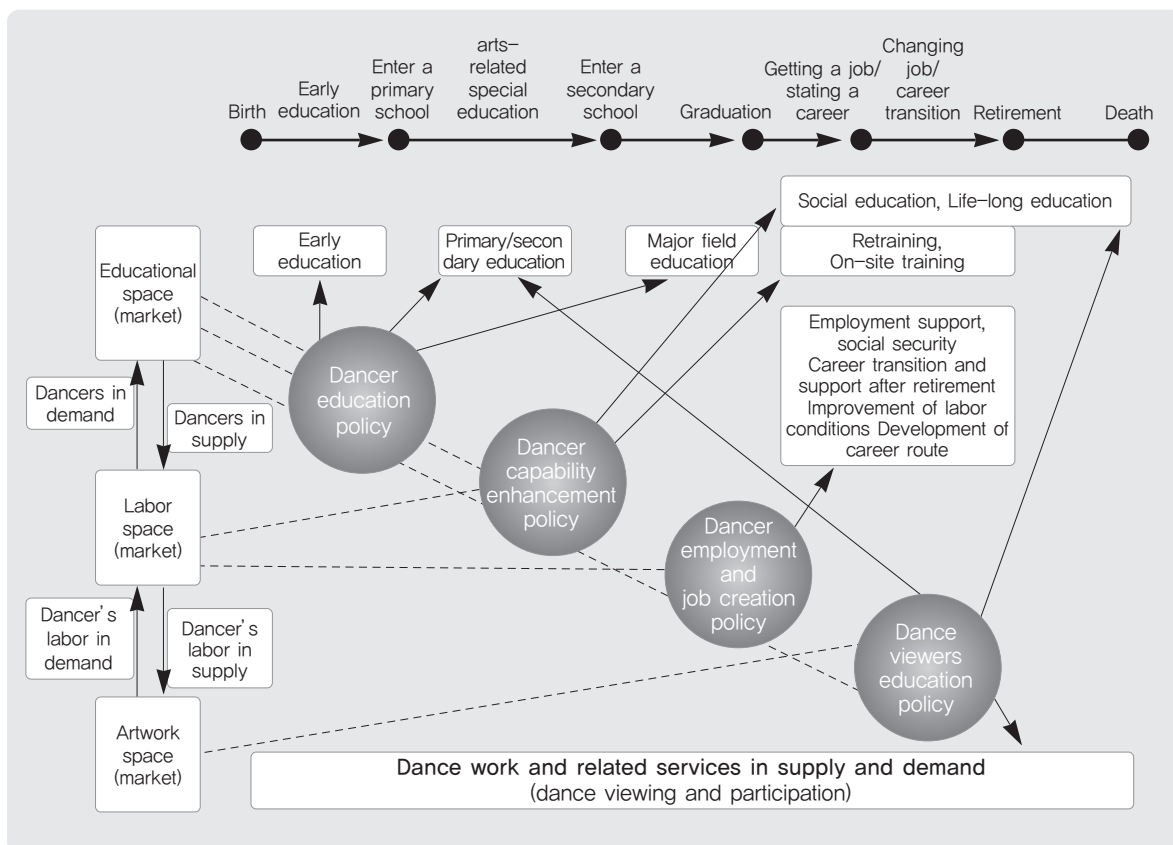 Birth
Early
education
Enter a
primary
school
arts-
related
special
education
Enter a
secondary
school
Graduation
Getting a job/
stating a
career
Changing
job/
career
transition
Retirement
Death
Social education, Life-long education
Educational
space
(market)
Early
education
Primary/secon
dary education
Major field
education
Retraining,
On-site training
Employment support,
social security
Career transition and
support after retirement
Improvement of labor
conditions Development of
career route
Dancers in
demand
Dancers in
supply
Dancer
education
policy
Dancer
capability
enhancement
policy
Labor
space
(market)
Dancer
employment
and
job creation
policy
Dancer's
labor in
demand
Dancer's
labor in
supply
Dance
viewers
education
policy
Artwork
space
(market)
Dance work and related services in supply and demand
(dance viewing and participation)